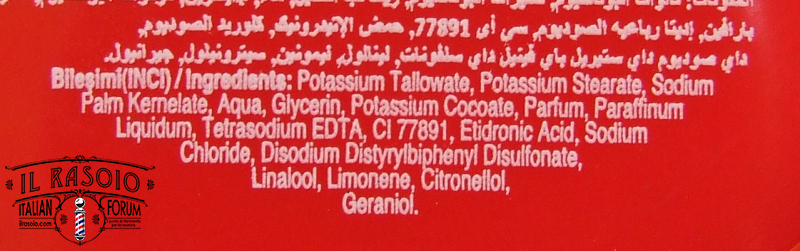 بارافين, إديتا رباعيه الصوديوم, سي أى 77891, حمض الإتيدرونيك, كلوريد الصوديوم,
داي صوديوم داي ستيريل باي فينيل داي سلفونات, لينالول, ليمونين, سيترونيلول, جيرانيول.
Bileşimi(INCI) / Ingredients: Potassium Tallowate, Potassium Stearate, Sodium
Palm Kernelate, Aqua, Glycerin, Potassium Cocoate, Parfum, Paraffinum
Liquidum, Tetrasodium EDTA, CI 77891, Etidronic Acid, Sodium
Chloride, Disodium Distyrylbiphenyl Disulfonate,
Linalool, Limonene, Citronellol,
Geraniol.
IL RASOIO
ITALIAN FORUM
ilrasoio.com